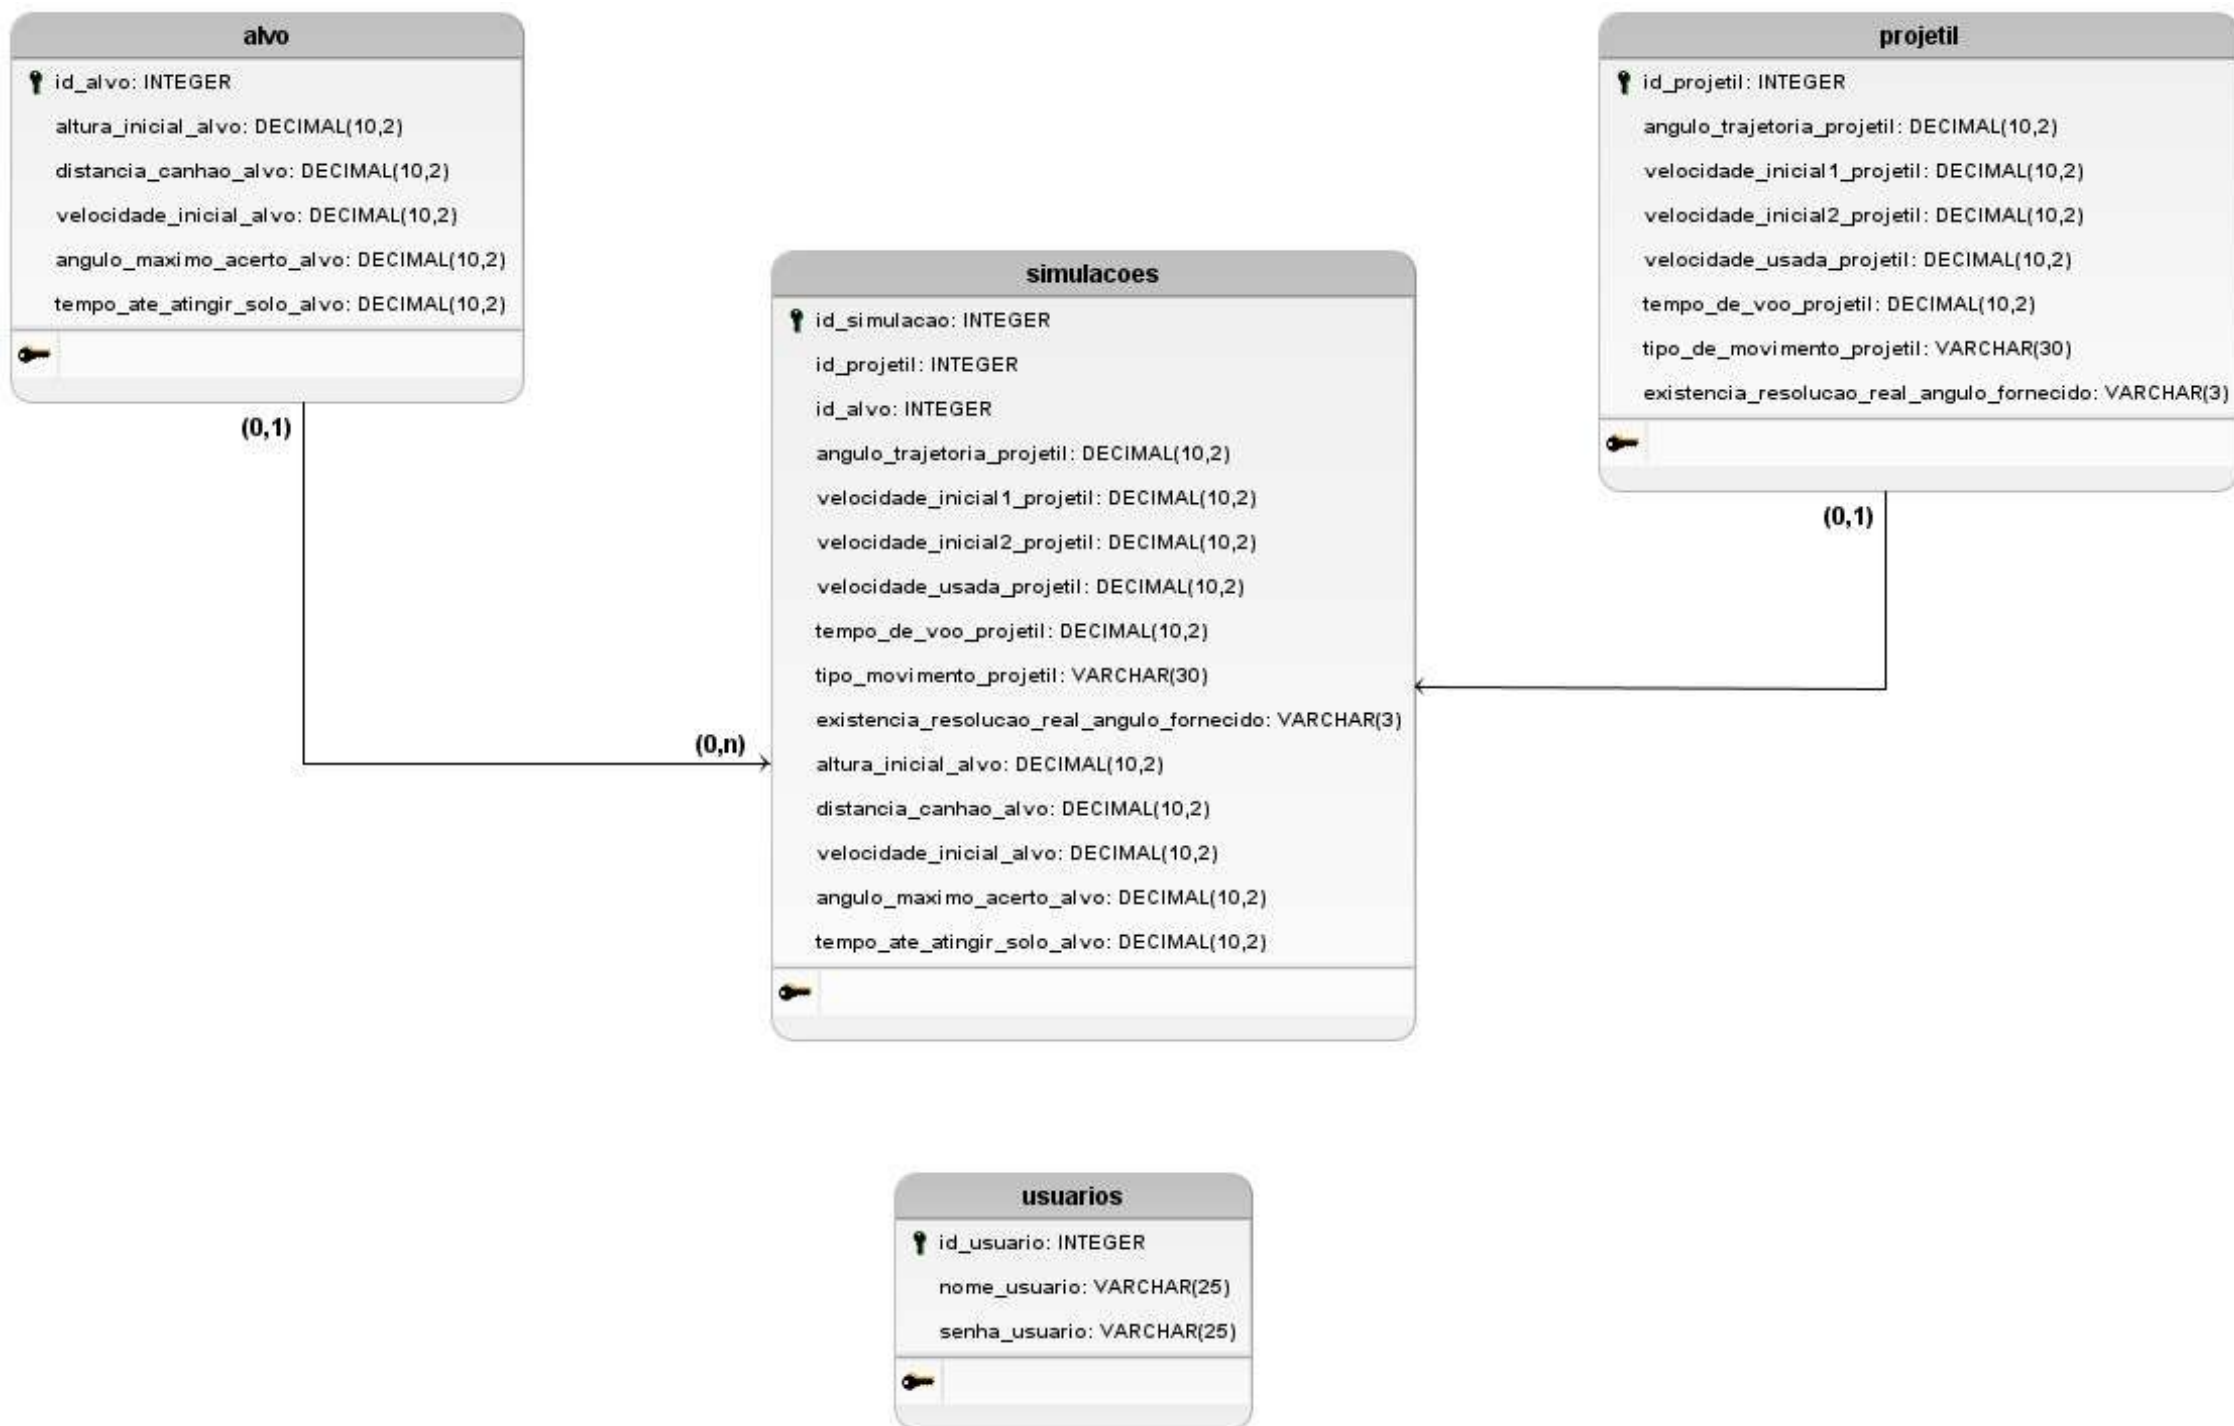 alvo
id_alvo: INTEGER
altura_inicial_alvo: DECIMAL(10,2)
distancia_canhao_alvo: DECIMAL(10,2)
velocidade_inicial_alvo: DECIMAL(10,2)
angulo_maximo_acerto_alvo: DECIMAL(10,2)
tempo_ate_atingir_solo_alvo: DECIMAL(10,2)
(0,1)
(0,n)
projetil
id_projetil: INTEGER
angulo_trajetoria_projetil: DECIMAL(10,2)
velocidade_inicial1_projetil: DECIMAL(10,2)
velocidade_inicial2_projetil: DECIMAL(10,2)
velocidade_usada_projetil: DECIMAL(10,2)
tempo_de_voo_projetil: DECIMAL(10,2)
tipo_de_movimento_projetil: VARCHAR(30)
existencia_resolucao_real_angulo_fornecido: VARCHAR(3)
(0,1)
simulacoes
id_simulacao: INTEGER
id_projetil: INTEGER
id_alvo: INTEGER
angulo_trajetoria_projetil: DECIMAL(10,2)
velocidade_inicial1_projetil: DECIMAL(10,2)
velocidade_inicial2_projetil: DECIMAL(10,2)
velocidade_usada_projetil: DECIMAL(10,2)
tempo_de_voo_projetil: DECIMAL(10,2)
tipo_movimento_projetil: VARCHAR(30)
existencia_resolucao_real_angulo_fornecido: VARCHAR(3)
altura_inicial_alvo: DECIMAL(10,2)
distancia_canhao_alvo: DECIMAL(10,2)
velocidade_inicial_alvo: DECIMAL(10,2)
angulo_maximo_acerto_alvo: DECIMAL(10,2)
tempo_ate_atingir_solo_alvo: DECIMAL(10,2)
usuarios
id_usuario: INTEGER
nome_usuario: VARCHAR(25)
senha_usuario: VARCHAR(25)